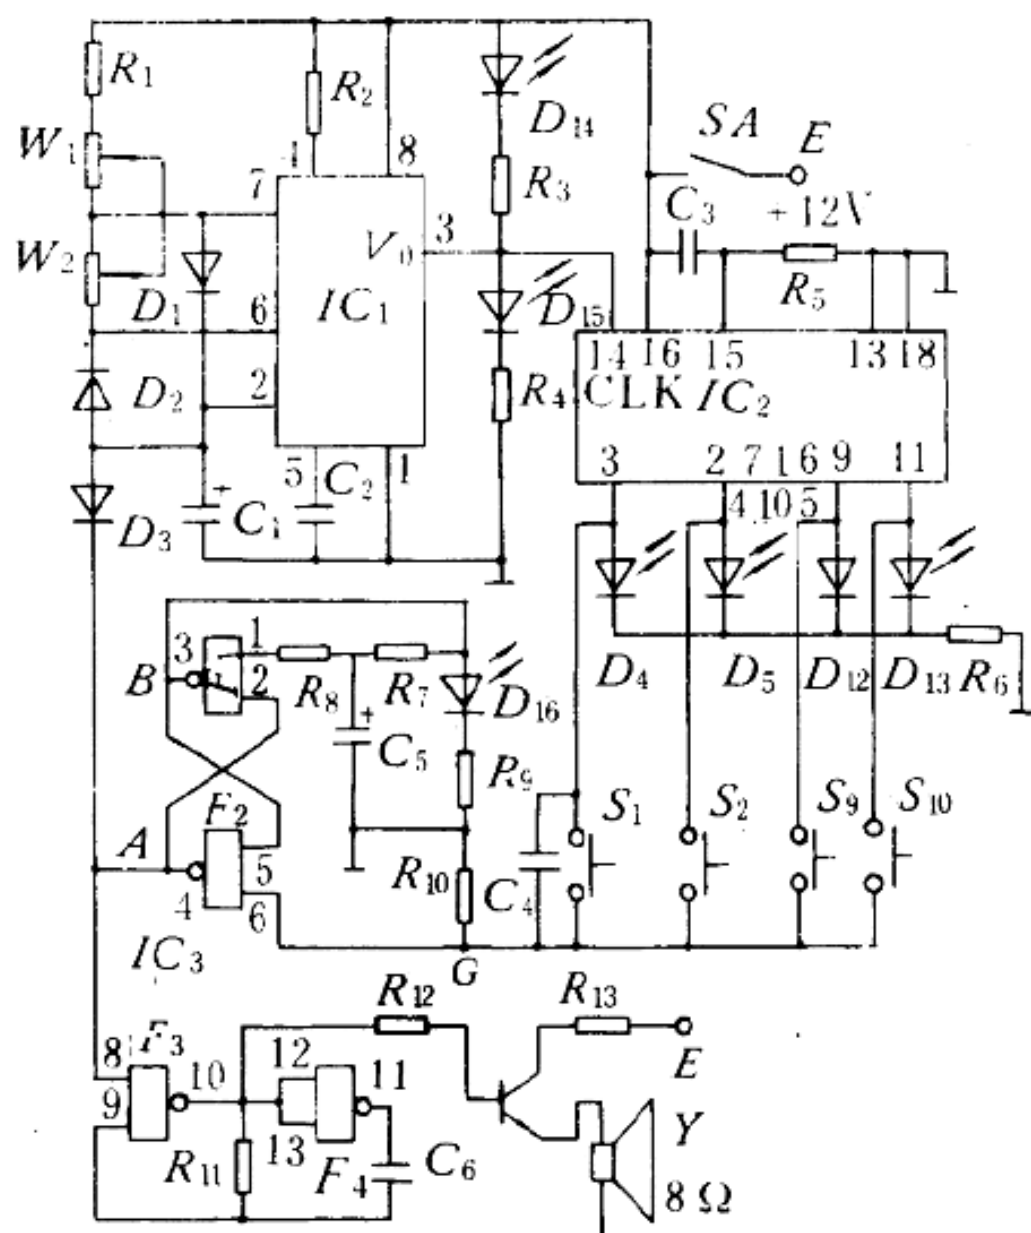 R1
R2
D14
W1
SA
E
4
8
R3
C3
+12V
7
3
W2
V0
R5
D1
6
IC1
D15
14
16
15
13
18
D2
2
R4
CLK
IC2
3
2
7
1
6
9
11
5
C2
1
4
10
5
D3
C1
3
1
B
2
R8
R7
D16
D4
D5
D12
D13
R6
C5
R9
S1
S2
S9
S10
F2
A
5
R10
C4
4
6
IC3
G
R12
R13
8
F3
10
12
11
E
9
Y
R11
13
F4
C6
8Ω